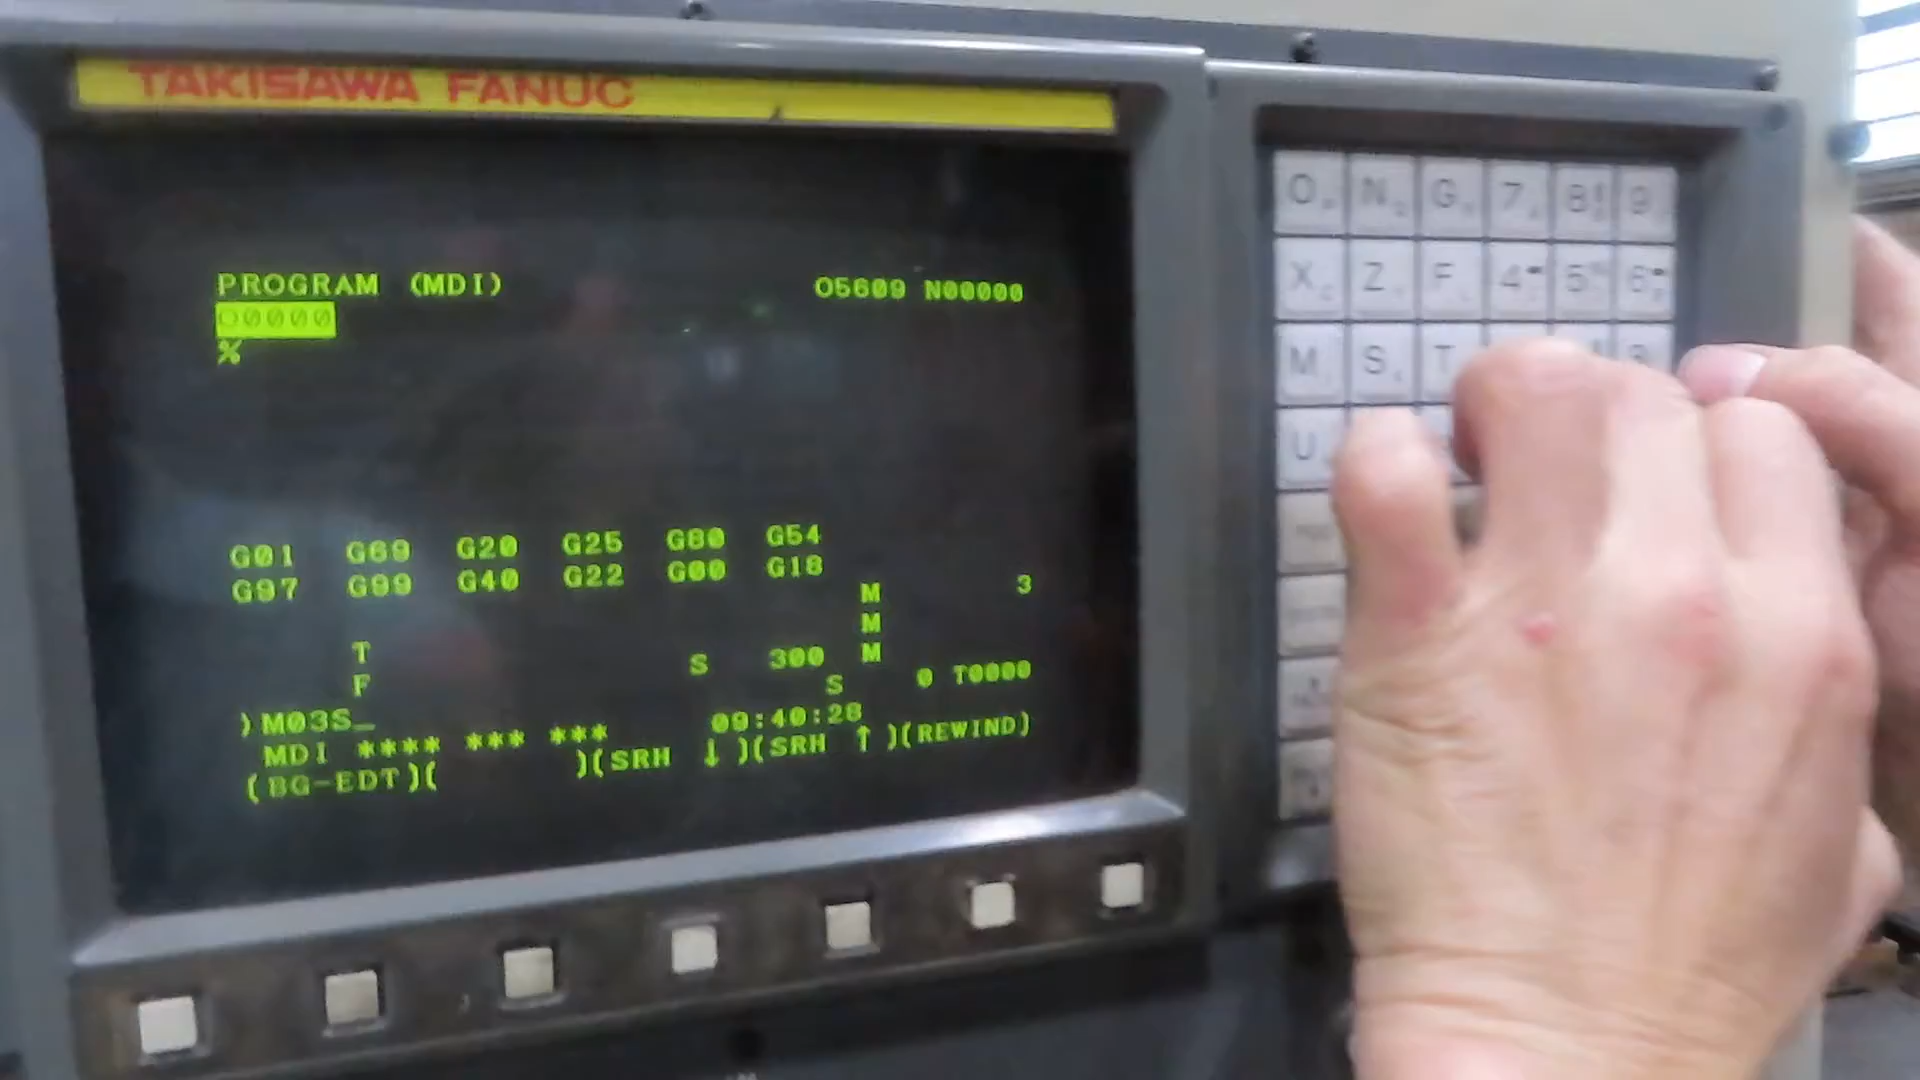 TAKISAWA FANUC
PROGRAM (MDI) O5609 N00000
O0000
%
G01 G69 G20 G25 G80 G54
G97 G99 G40 G22 G00 G18
M 3
M
T S 300 M
F S 0 T0000
)M03S_ 09:40:28
MDI **** *** ***
(BG-EDT)( )(SRH ↓ )(SRH ↑ )(REWIND)
O N G 7 8 9
X Z F 4 5 6
M S T 3
U